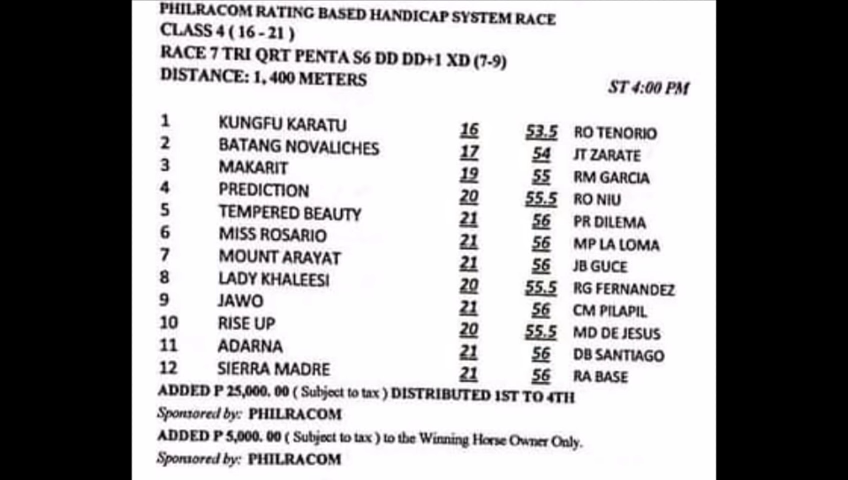 PHILRACOM RATING BASED HANDICAP SYSTEM RACE
CLASS 4 ( 16 - 21 )
RACE 7 TRI QRT PENTA S6 DD DD+1 XD (7-9)
DISTANCE: 1, 400 METERS
ST 4:00 PM
1 KUNGFU KARATU 16 53.5 RO TENORIO
2 BATANG NOVALICHES 17 54 JT ZARATE
3 MAKARIT 19 55 RM GARCIA
4 PREDICTION 20 55.5 RO NIU
5 TEMPERED BEAUTY 21 56 PR DILEMA
6 MISS ROSARIO 21 56 MP LA LOMA
7 MOUNT ARAYAT 21 56 JB GUCE
8 LADY KHALEESI 20 55.5 RG FERNANDEZ
9 JAWO 21 56 CM PILAPIL
10 RISE UP 20 55.5 MD DE JESUS
11 ADARNA 21 56 DB SANTIAGO
12 SIERRA MADRE 21 56 RA BASE
ADDED P 25,000. 00 ( Subject to tax ) DISTRIBUTED 1ST TO 4TH
Sponsored by: PHILRACOM
ADDED P 5,000. 00 ( Subject to tax ) to the Winning Horse Owner Only.
Sponsored by: PHILRACOM